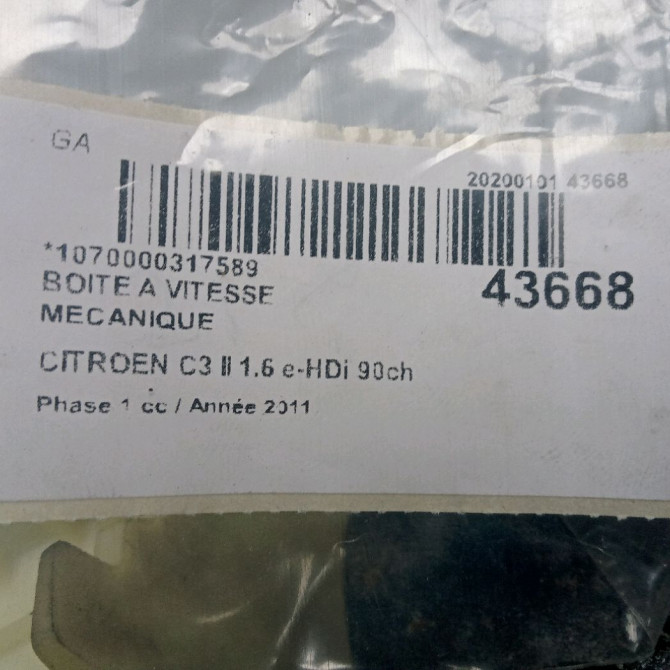 GA
20200101 43668
*1070000317589
43668
BOITE A VITESSE
MECANIQUE
CITROEN C3 II 1.6 e-HDi 90ch
Phase 1 cc / Année 2011